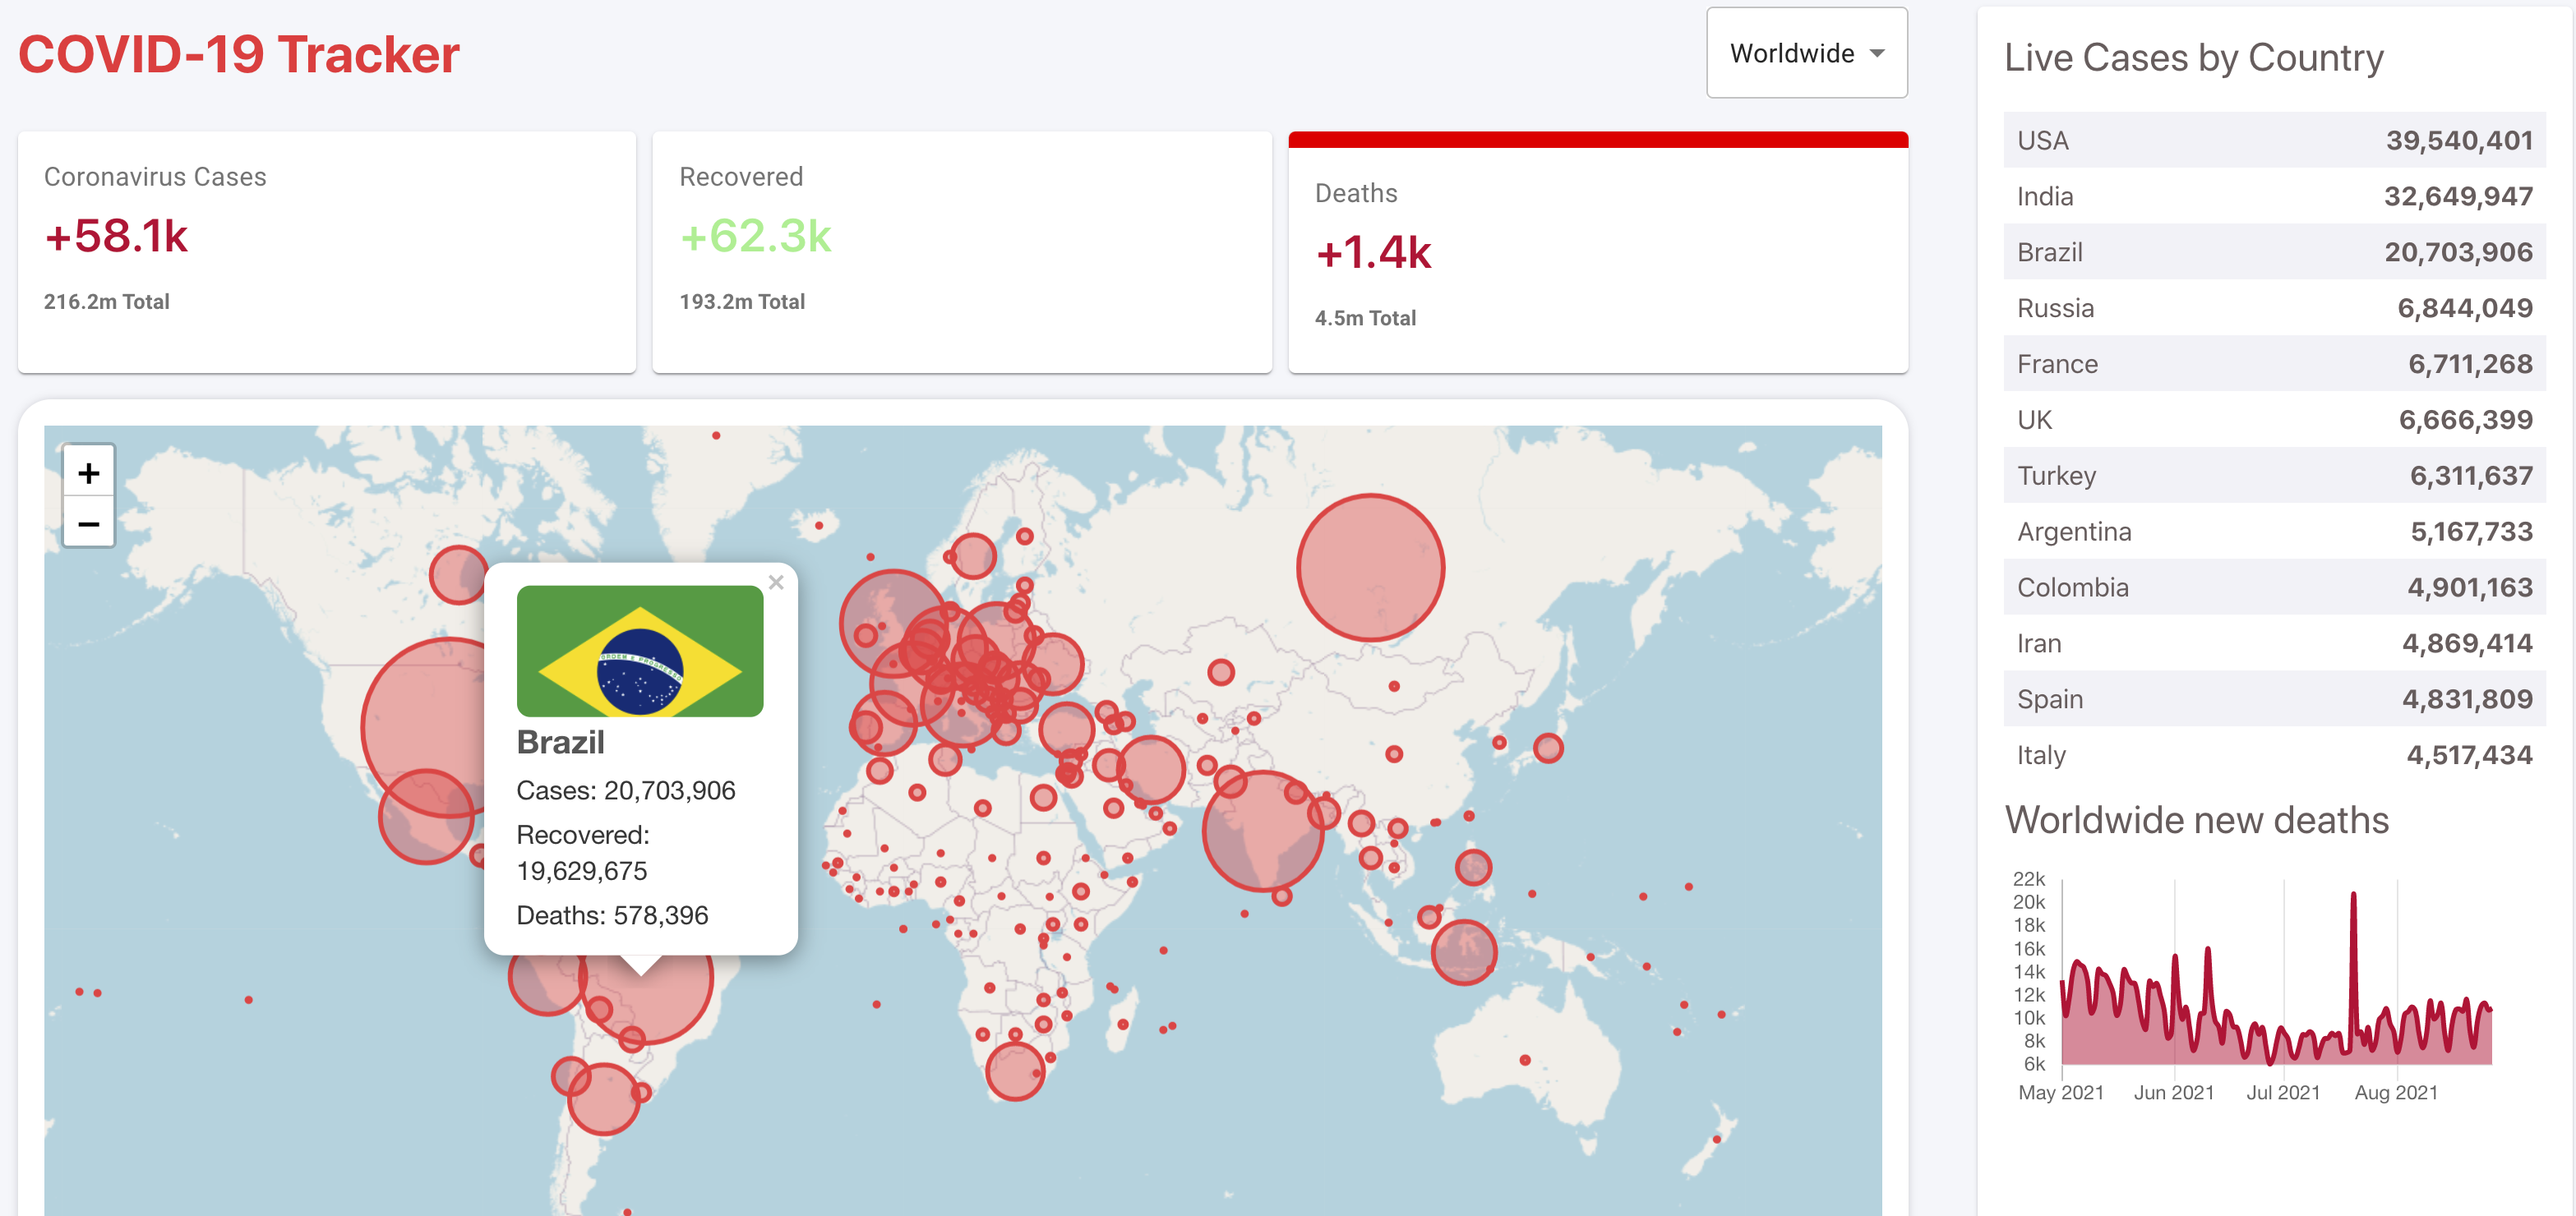 COVID-19 Tracker
Worldwide
Coronavirus Cases
+58.1k
216.2m Total
Recovered
+62.3k
193.2m Total
Deaths
+1.4k
4.5m Total
+
−
×
ORDEM E PROGRESSO
Brazil
Cases: 20,703,906
Recovered:
19,629,675
Deaths: 578,396
Live Cases by Country
USA 39,540,401
India 32,649,947
Brazil 20,703,906
Russia 6,844,049
France 6,711,268
UK 6,666,399
Turkey 6,311,637
Argentina 5,167,733
Colombia 4,901,163
Iran 4,869,414
Spain 4,831,809
Italy 4,517,434
Worldwide new deaths
22k
20k
18k
16k
14k
12k
10k
8k
6k
May 2021 Jun 2021 Jul 2021 Aug 2021